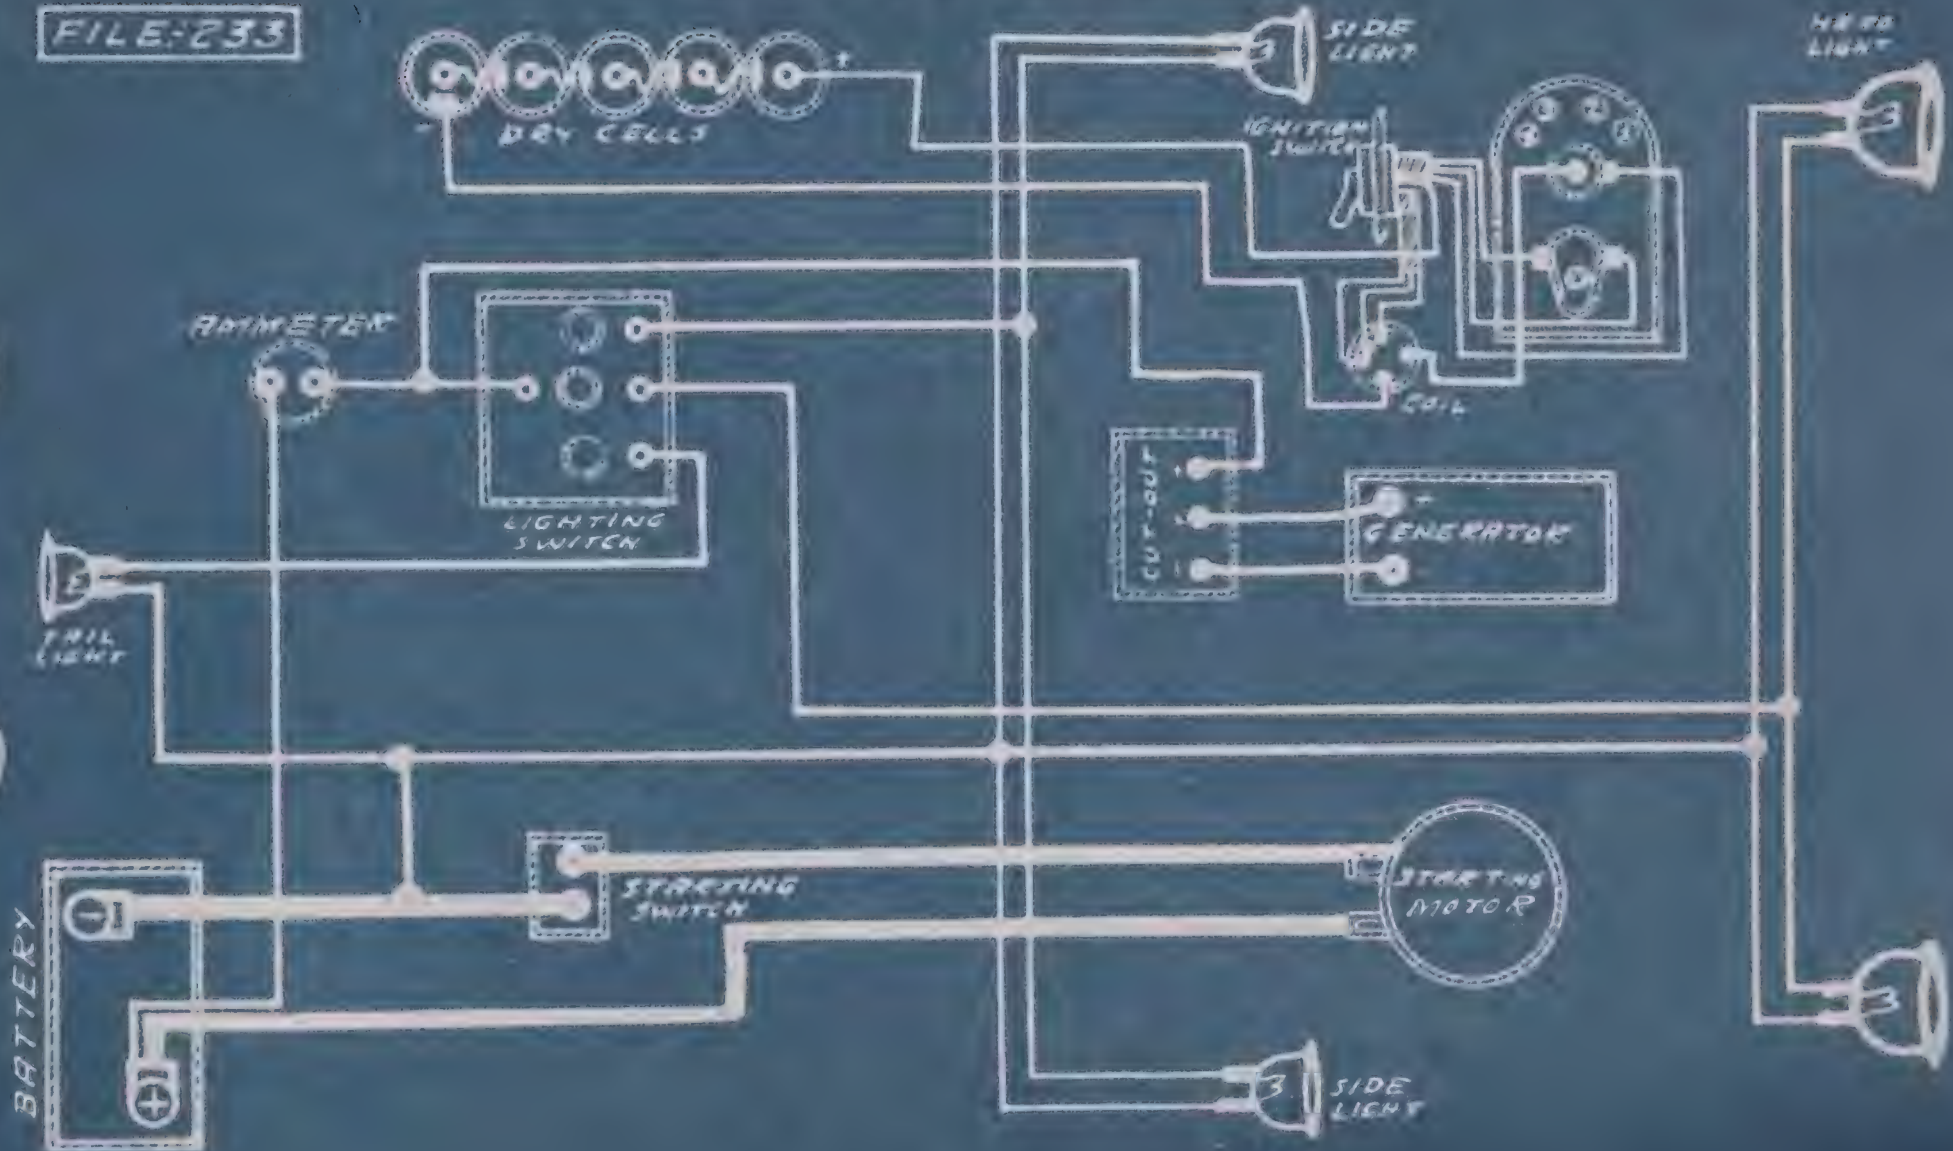 FILE-233
SIDE
LIGHT
HEAD
LIGHT
+
-
DRY CELLS
IGNITION
SWITCH
AMMETER
COIL
LIGHTING
SWITCH
CUT-OUT
+
GENERATOR
TAIL
LIGHT
STARTING
SWITCH
STARTING
MOTOR
BATTERY
SIDE
LIGHT